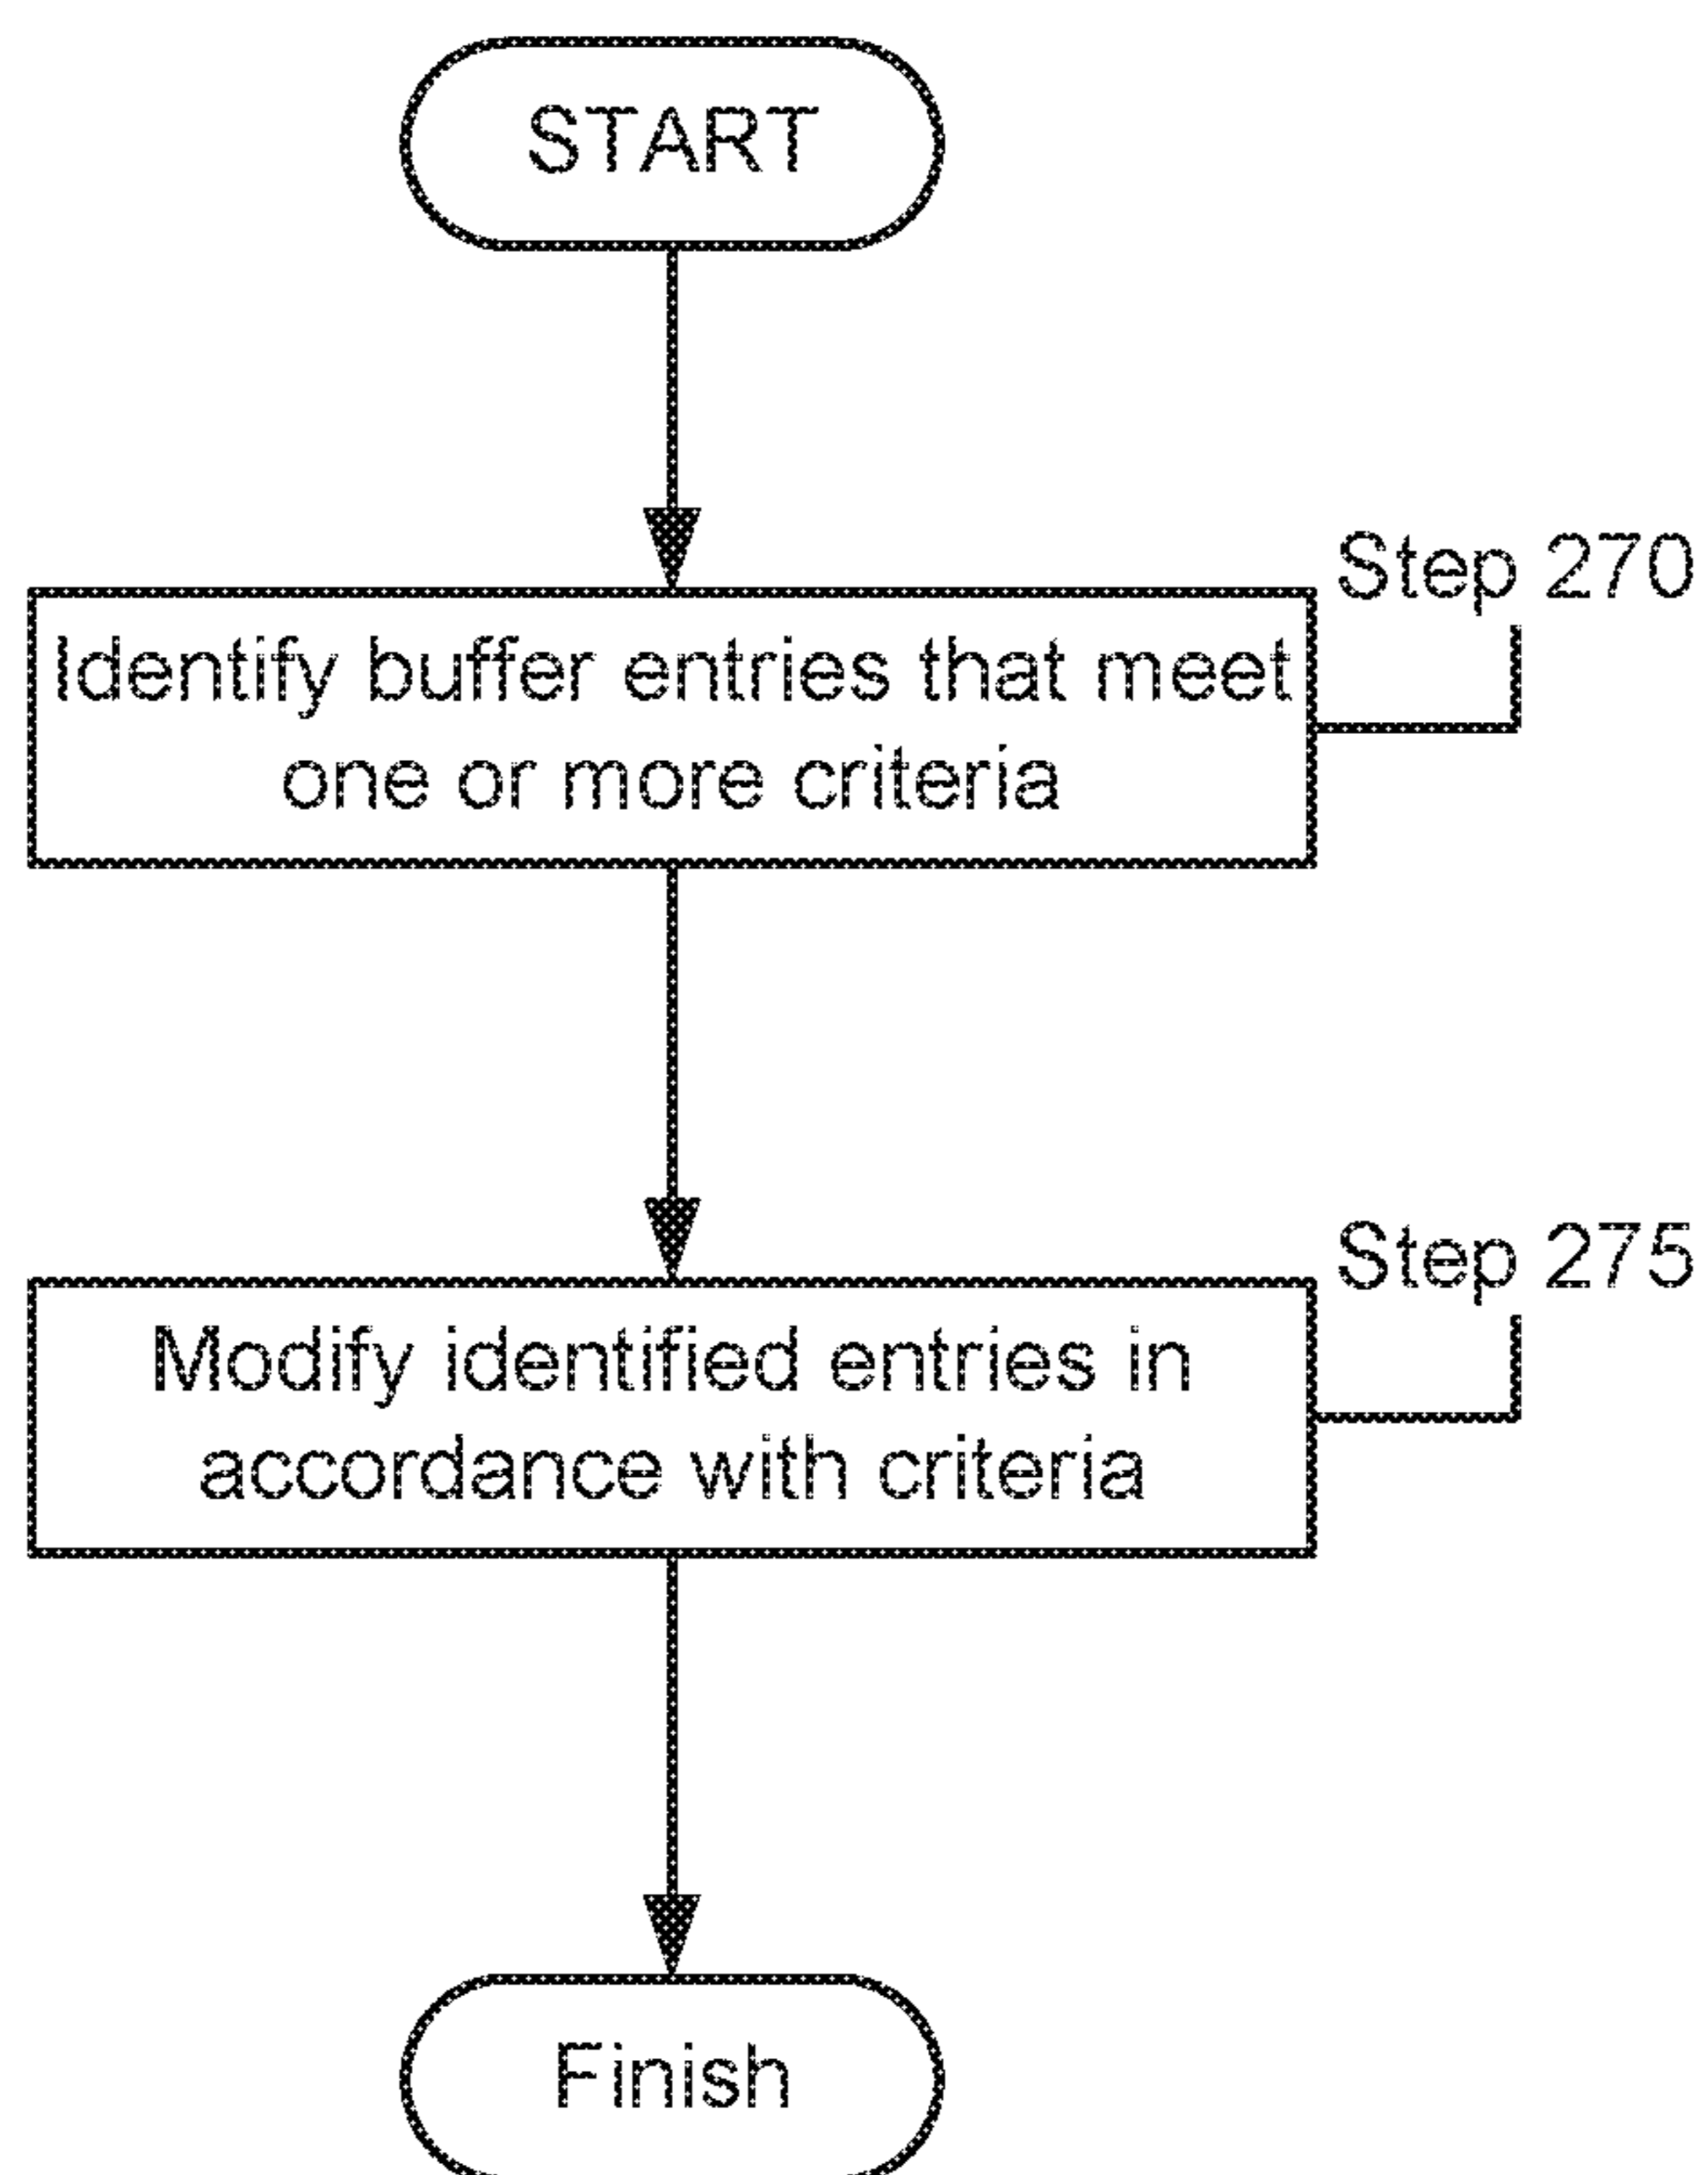 START
Step 270
Identify buffer entries that meet
one or more criteria
Step 275
Modify identified entries in
accordance with criteria
Finish